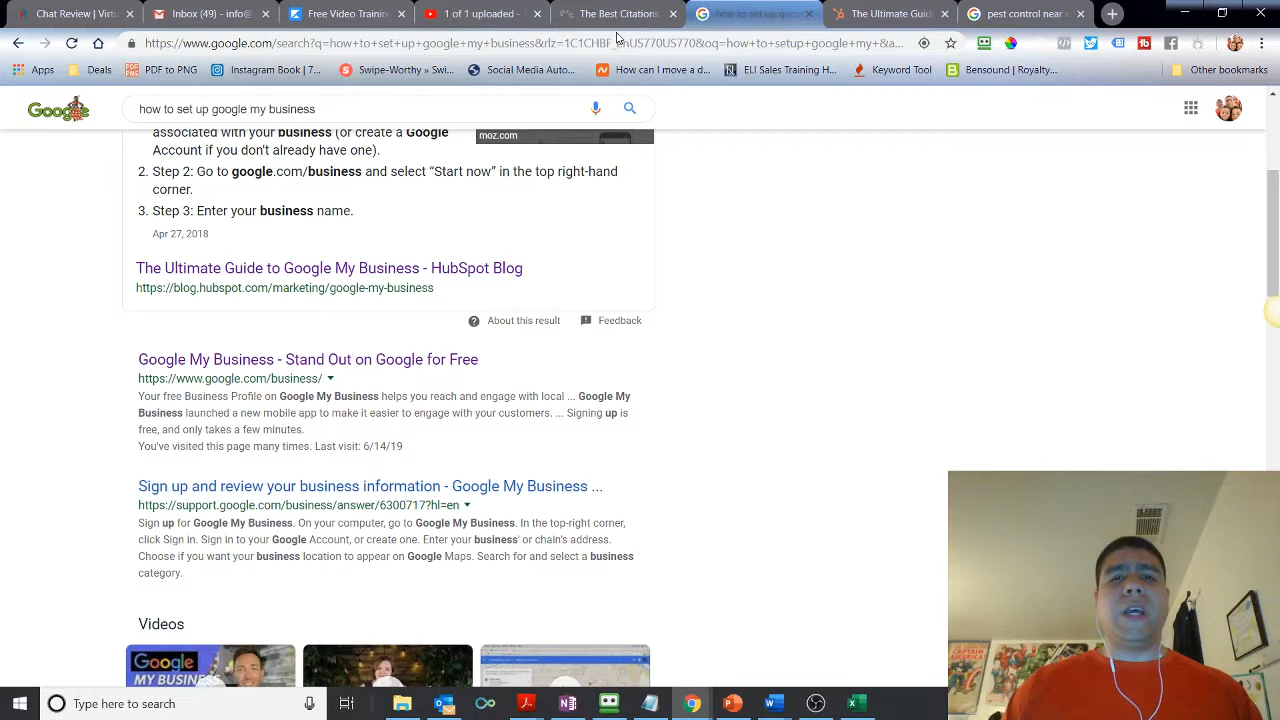 Chat Review | Virtu
Inbox (49) - info@
Free Video Training
1 of 1 uploaded -
The Best Citations
how to set up go
The Ultimate Guide
pest control near
https://www.google.com/search?
Apps
Deals
PDF to PNG
Instagram Book | 7...
Swipe-Worthy » Swi...
Social Media Auto...
How can I move a d...
ELI Sales Training H...
Keyword Tool
Bensound | Royalty...
Other bookmarks
Google
how to set up google my business
associated with your business (or create a Google
Account if you don't already have one).
moz.com
2. Step 2: Go to google.com/business and select “Start now” in the top right-hand
corner.
3. Step 3: Enter your business name.
Apr 27, 2018
The Ultimate Guide to Google My Business - HubSpot Blog
https://blog.hubspot.com/marketing/google-my-business
About this result
Feedback
Google My Business - Stand Out on Google for Free
https://www.google.com/business/
Your free Business Profile on Google My Business helps you reach and engage with local ... Google My
Business launched a new mobile app to make it easier to engage with your customers. ... Signing up is
free, and only takes a few minutes.
You've visited this page many times. Last visit: 6/14/19
Sign up and review your business information - Google My Business ...
https://support.google.com/business/answer/6300717?hl=en
Sign up for Google My Business. On your computer, go to Google My Business. In the top-right corner,
click Sign in. Sign in to your Google Account, or create one. Enter your business' or chain's address.
Choose if you want your business location to appear on Google Maps. Search for and select a business
category.
Videos
Google
MY BUSIN
CAPTAIN
AMERICA
Type here to search